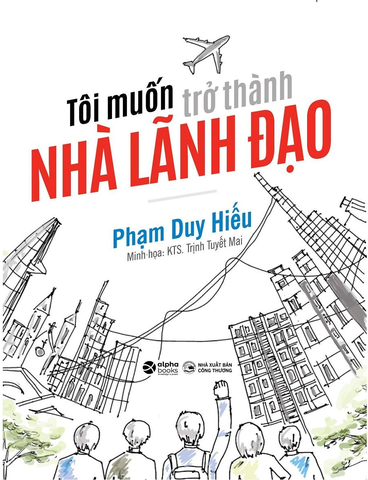 Tôi muốn trở thành
NHÀ LÃNH ĐẠO
Phạm Duy Hiếu
Minh họa: KTS. Trịnh Tuyết Mai
alpha
books
NHÀ XUẤT BẢN
CÔNG THƯƠNG